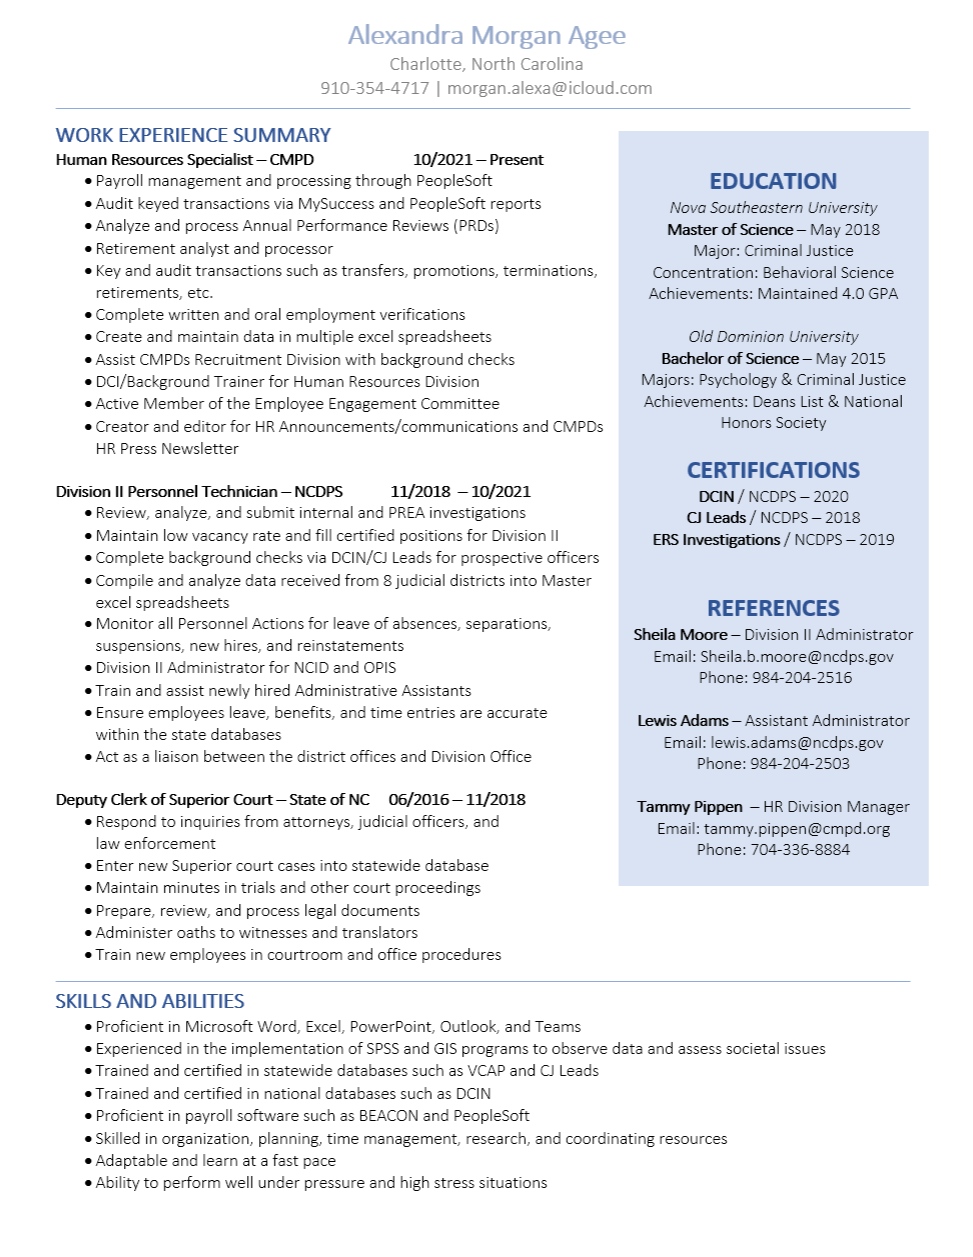 Alexandra Morgan Agee
Charlotte, North Carolina
910-354-4717 | morgan.alexa@icloud.com
WORK EXPERIENCE SUMMARY
Human Resources Specialist – CMPD 10/2021 – Present
• Payroll management and processing through PeopleSoft
• Audit keyed transactions via MySuccess and PeopleSoft reports
• Analyze and process Annual Performance Reviews (PRDs)
• Retirement analyst and processor
• Key and audit transactions such as transfers, promotions, terminations,
retirements, etc.
• Complete written and oral employment verifications
• Create and maintain data in multiple excel spreadsheets
• Assist CMPDs Recruitment Division with background checks
• DCI/Background Trainer for Human Resources Division
• Active Member of the Employee Engagement Committee
• Creator and editor for HR Announcements/communications and CMPDs
HR Press Newsletter
Division II Personnel Technician – NCDPS 11/2018 – 10/2021
• Review, analyze, and submit internal and PREA investigations
• Maintain low vacancy rate and fill certified positions for Division II
• Complete background checks via DCIN/CJ Leads for prospective officers
• Compile and analyze data received from 8 judicial districts into Master
excel spreadsheets
• Monitor all Personnel Actions for leave of absences, separations,
suspensions, new hires, and reinstatements
• Division II Administrator for NCID and OPIS
• Train and assist newly hired Administrative Assistants
• Ensure employees leave, benefits, and time entries are accurate
within the state databases
• Act as a liaison between the district offices and Division Office
Deputy Clerk of Superior Court – State of NC 06/2016 – 11/2018
• Respond to inquiries from attorneys, judicial officers, and
law enforcement
• Enter new Superior court cases into statewide database
• Maintain minutes in trials and other court proceedings
• Prepare, review, and process legal documents
• Administer oaths to witnesses and translators
• Train new employees in courtroom and office procedures
EDUCATION
Nova Southeastern University
Master of Science – May 2018
Major: Criminal Justice
Concentration: Behavioral Science
Achievements: Maintained 4.0 GPA
Old Dominion University
Bachelor of Science – May 2015
Majors: Psychology & Criminal Justice
Achievements: Deans List & National
Honors Society
CERTIFICATIONS
DCIN / NCDPS – 2020
CJ Leads / NCDPS – 2018
ERS Investigations / NCDPS – 2019
REFERENCES
Sheila Moore – Division II Administrator
Email: Sheila.b.moore@ncdps.gov
Phone: 984-204-2516
Lewis Adams – Assistant Administrator
Email: lewis.adams@ncdps.gov
Phone: 984-204-2503
Tammy Pippen – HR Division Manager
Email: tammy.pippen@cmpd.org
Phone: 704-336-8884
SKILLS AND ABILITIES
• Proficient in Microsoft Word, Excel, PowerPoint, Outlook, and Teams
• Experienced in the implementation of SPSS and GIS programs to observe data and assess societal issues
• Trained and certified in statewide databases such as VCAP and CJ Leads
• Trained and certified in national databases such as DCIN
• Proficient in payroll software such as BEACON and PeopleSoft
• Skilled in organization, planning, time management, research, and coordinating resources
• Adaptable and learn at a fast pace
• Ability to perform well under pressure and high stress situations